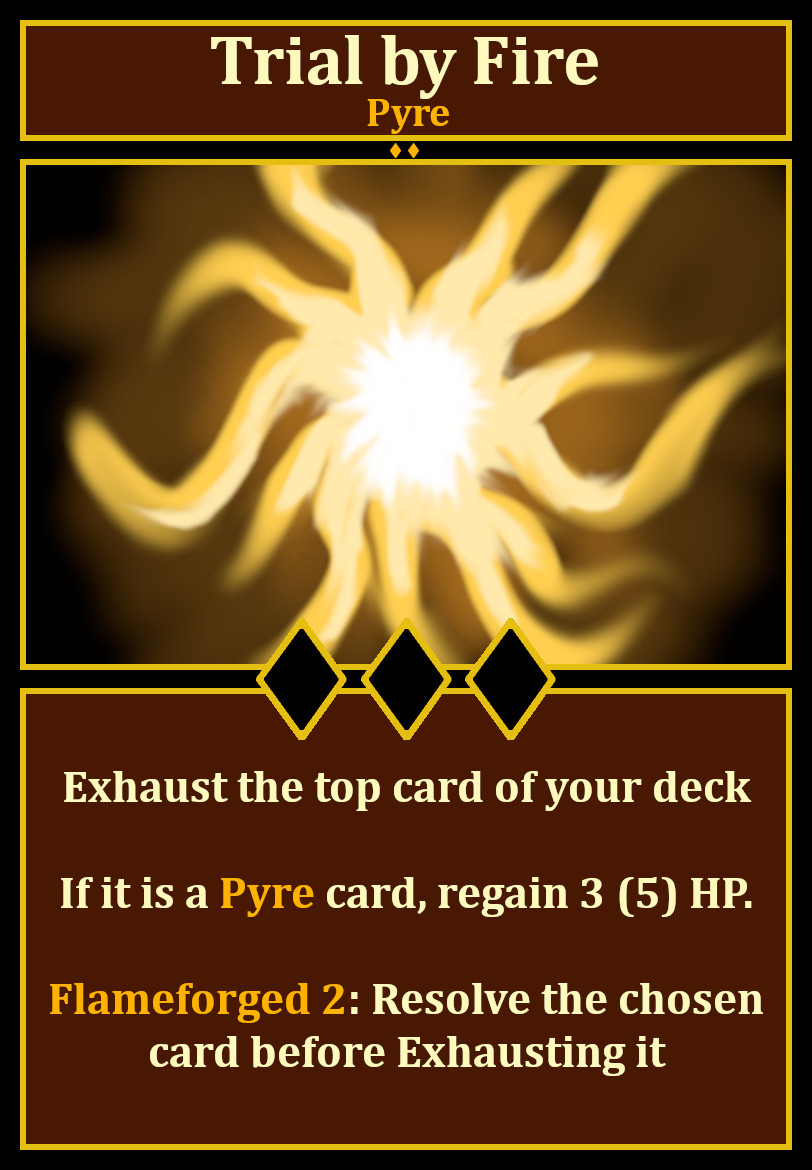 Trial by Fire
Pyre
Exhaust the top card of your deck
If it is a Pyre card, regain 3 (5) HP.
Flameforged 2: Resolve the chosen
card before Exhausting it